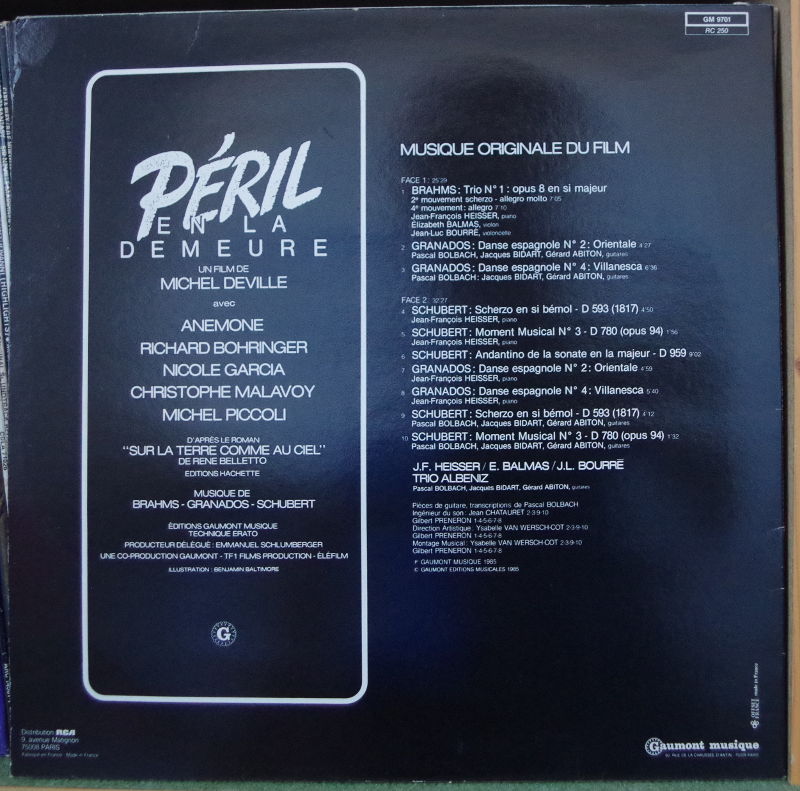 GM 9701
RC 250
PÉRIL
EN LA
DEMEURE
UN FILM DE
MICHEL DEVILLE
avec
ANEMONE
RICHARD BOHRINGER
NICOLE GARCIA
CHRISTOPHE MALAVOY
MICHEL PICCOLI
D'APRÈS LE ROMAN
"SUR LA TERRE COMME AU CIEL"
DE RENE BELLETTO
EDITIONS HACHETTE
MUSIQUE DE
BRAHMS - GRANADOS - SCHUBERT
ÉDITIONS GAUMONT MUSIQUE
TECHNIQUE ERATO
PRODUCTEUR DÉLÉGUÉ : EMMANUEL SCHLUMBERGER
UNE CO-PRODUCTION GAUMONT - TF1 FILMS PRODUCTION - ÉLÉFILM
ILLUSTRATION : BENJAMIN BALTIMORE
G
MUSIQUE ORIGINALE DU FILM
FACE 1 : 25'29
1 BRAHMS : Trio N° 1 : opus 8 en si majeur
2e mouvement scherzo - allegro molto 7'05
4e mouvement : allegro 7'10
Jean-François HEISSER, piano
Élizabeth BALMAS, violon
Jean-Luc BOURRÉ, violoncelle
2 GRANADOS : Danse espagnole N° 2 : Orientale 4'27
Pascal BOLBACH, Jacques BIDART, Gérard ABITON, guitares
3 GRANADOS : Danse espagnole N° 4 : Villanesca 6'36
Pascal BOLBACH : Jacques BIDART, Gérard ABITON, guitares
FACE 2 : 32'27
4 SCHUBERT : Scherzo en si bémol - D 593 (1817) 4'50
Jean-François HEISSER, piano
5 SCHUBERT : Moment Musical N° 3 - D 780 (opus 94) 1'56
Jean-François HEISSER, piano
6 SCHUBERT : Andantino de la sonate en la majeur - D 959 9'02
7 GRANADOS : Danse espagnole N° 2 : Orientale 4'59
Jean-François HEISSER, piano
8 GRANADOS : Danse espagnole N° 4 : Villanesca 5'40
Jean-François HEISSER, piano
9 SCHUBERT : Scherzo en si bémol - D 593 (1817) 4'12
Pascal BOLBACH, Jacques BIDART, Gérard ABITON, guitares
10 SCHUBERT : Moment Musical N° 3 - D 780 (opus 94) 1'32
Pascal BOLBACH, Jacques BIDART, Gérard ABITON, guitares
J.F. HEISSER / E. BALMAS / J.L. BOURRÉ
TRIO ALBENIZ
Pascal BOLBACH, Jacques BIDART, Gérard ABITON, guitares
Pièces de guitare, transcriptions de Pascal BOLBACH
Ingénieur du son : Jean CHATAURET 2-3-9-10
Gilbert PRENERON 1-4-5-6-7-8
Direction Artistique : Ysabelle VAN WERSCH-COT 2-3-9-10
Gilbert PRENERON 1-4-5-6-7-8
Montage Musical : Ysabelle VAN WERSCH-COT 2-3-9-10
Gilbert PRENERON 1-4-5-6-7-8
P GAUMONT MUSIQUE 1985
© GAUMONT EDITIONS MUSICALES 1985
made in France
Distribution RCA
9, avenue Matignon
75008 PARIS
Fabriqué en France - Made in France
Gaumont musique